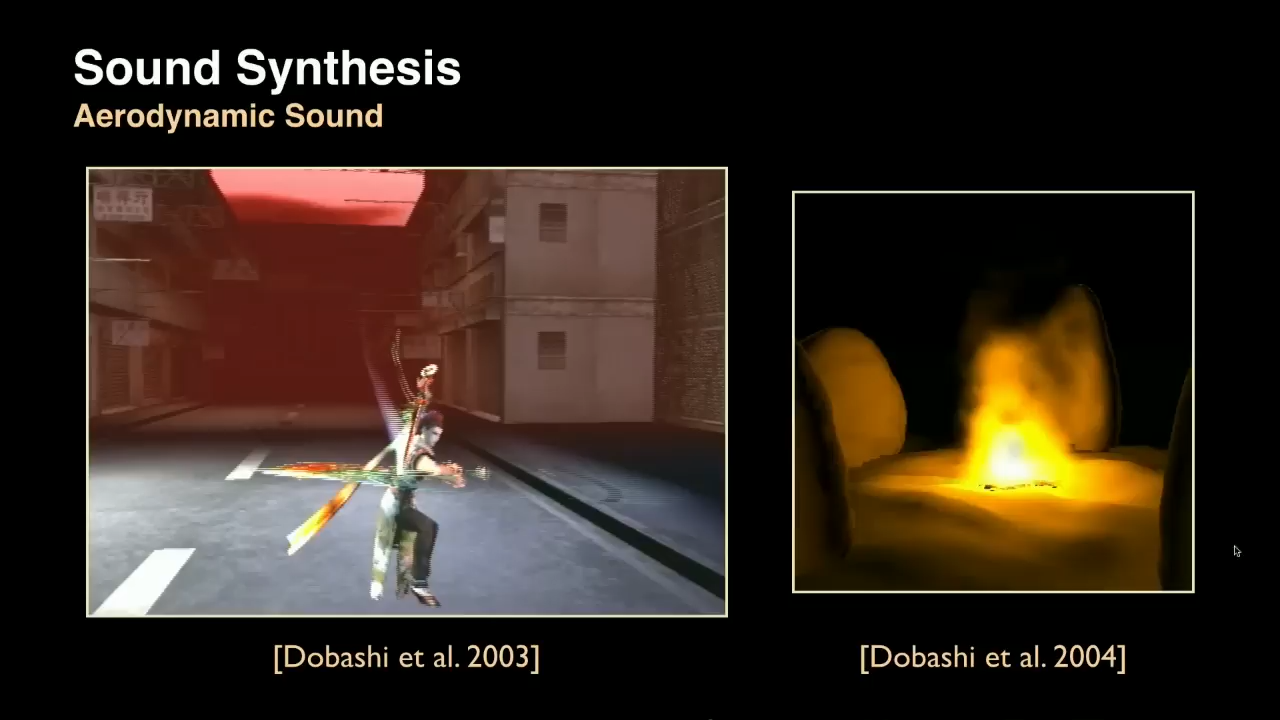 Sound Synthesis
Aerodynamic Sound
[Dobashi et al. 2003]
[Dobashi et al. 2004]